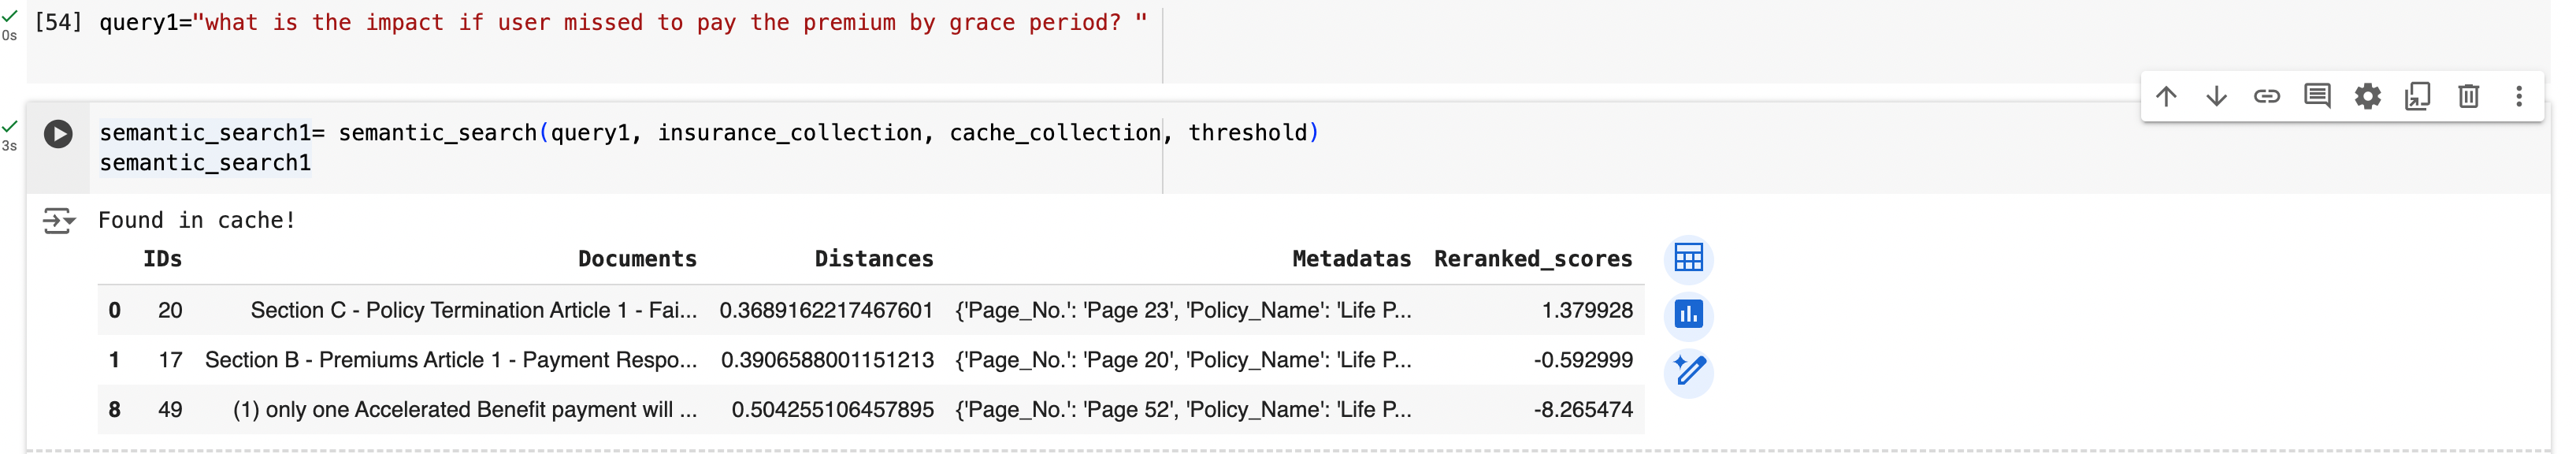 [54] query1="what is the impact if user missed to pay the premium by grace period? "
0s
semantic_search1= semantic_search(query1, insurance_collection, cache_collection, threshold)
3s
semantic_search1
Found in cache!
IDs Documents Distances Metadatas Reranked_scores
0 20 Section C - Policy Termination Article 1 - Fai... 0.3689162217467601 {'Page_No.': 'Page 23', 'Policy_Name': 'Life P... 1.379928
1 17 Section B - Premiums Article 1 - Payment Respo... 0.3906588001151213 {'Page_No.': 'Page 20', 'Policy_Name': 'Life P... -0.592999
8 49 (1) only one Accelerated Benefit payment will ... 0.504255106457895 {'Page_No.': 'Page 52', 'Policy_Name': 'Life P... -8.265474